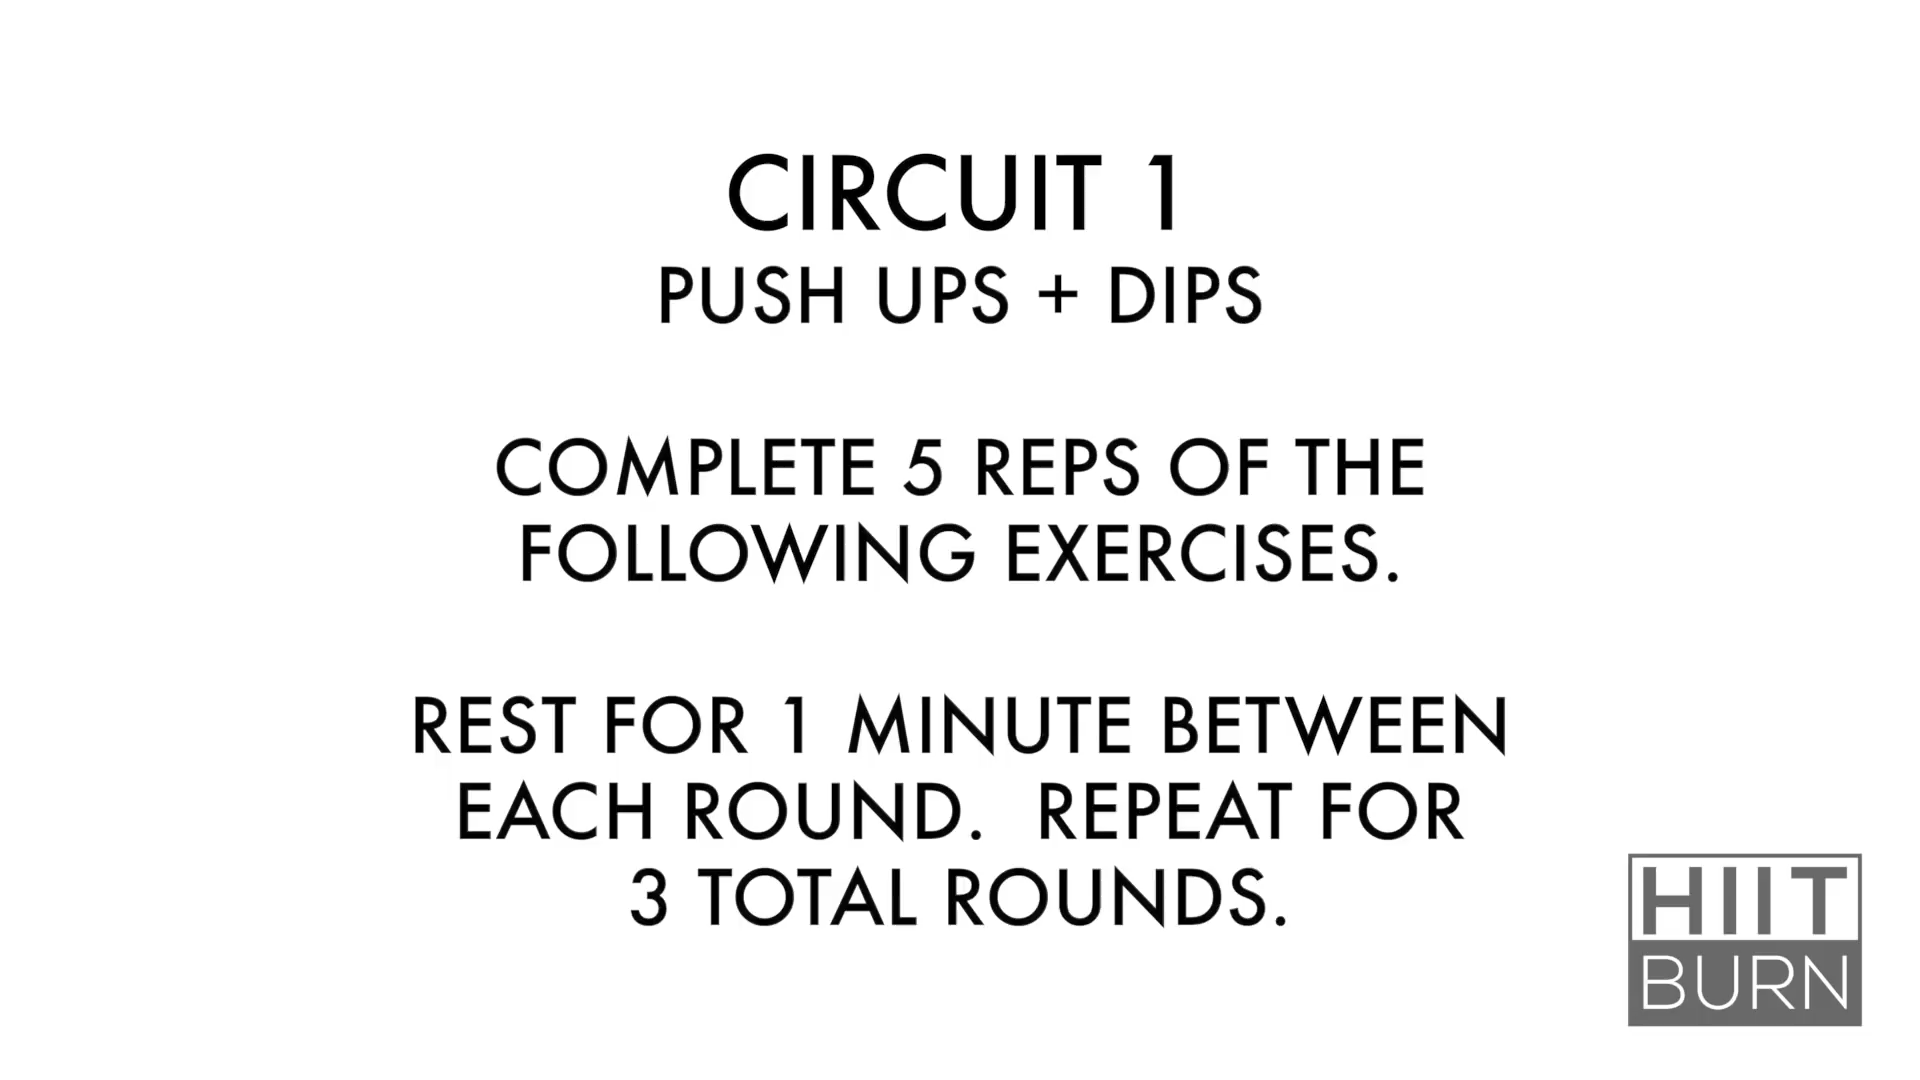 CIRCUIT 1
PUSH UPS + DIPS
COMPLETE 5 REPS OF THE
FOLLOWING EXERCISES.
REST FOR 1 MINUTE BETWEEN
EACH ROUND.  REPEAT FOR
3 TOTAL ROUNDS.
HIIT
BURN